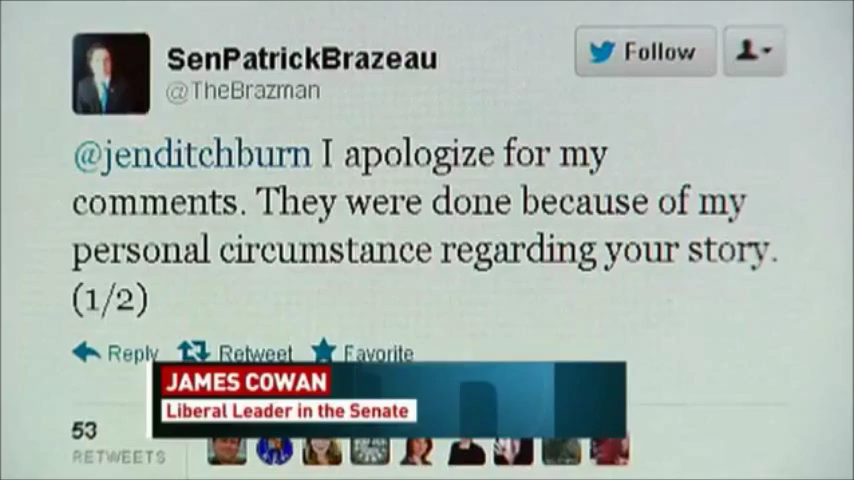 SenPatrickBrazeau
@TheBrazman
Follow
@jenditchburn I apologize for my
comments. They were done because of my
personal circumstance regarding your story.
(1/2)
Reply Retweet Favorite
JAMES COWAN
Liberal Leader in the Senate
53
RETWEETS